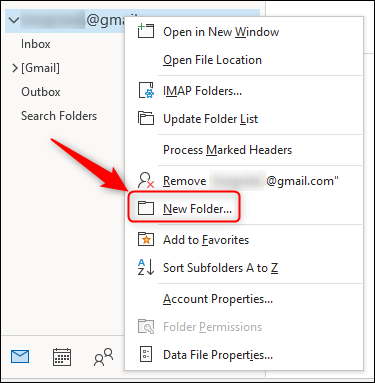 @gmail
Inbox
[Gmail]
Outbox
Search Folders
Open in New Window
Open File Location
IMAP Folders...
Update Folder List
Process Marked Headers
Remove @gmail.com"
New Folder...
Add to Favorites
Sort Subfolders A to Z
Account Properties...
Folder Permissions
Data File Properties...